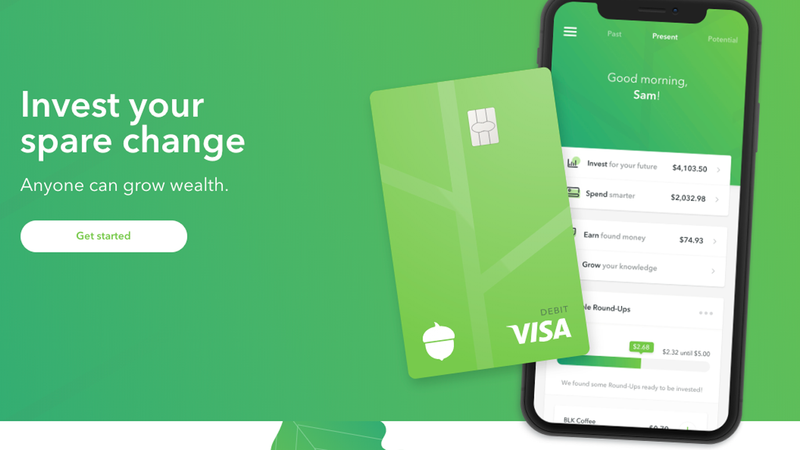 Invest your
spare change
Anyone can grow wealth.
Get started
DEBIT
VISA
Past Present Potential
Good morning,
Sam!
Invest for your future $4,103.50
Spend smarter $2,032.98
Earn found money $74.93
Grow your knowledge
Round-Ups
$2.68
$2.32 until $5.00
We found some Round-Ups ready to be invested!
BLK Coffee